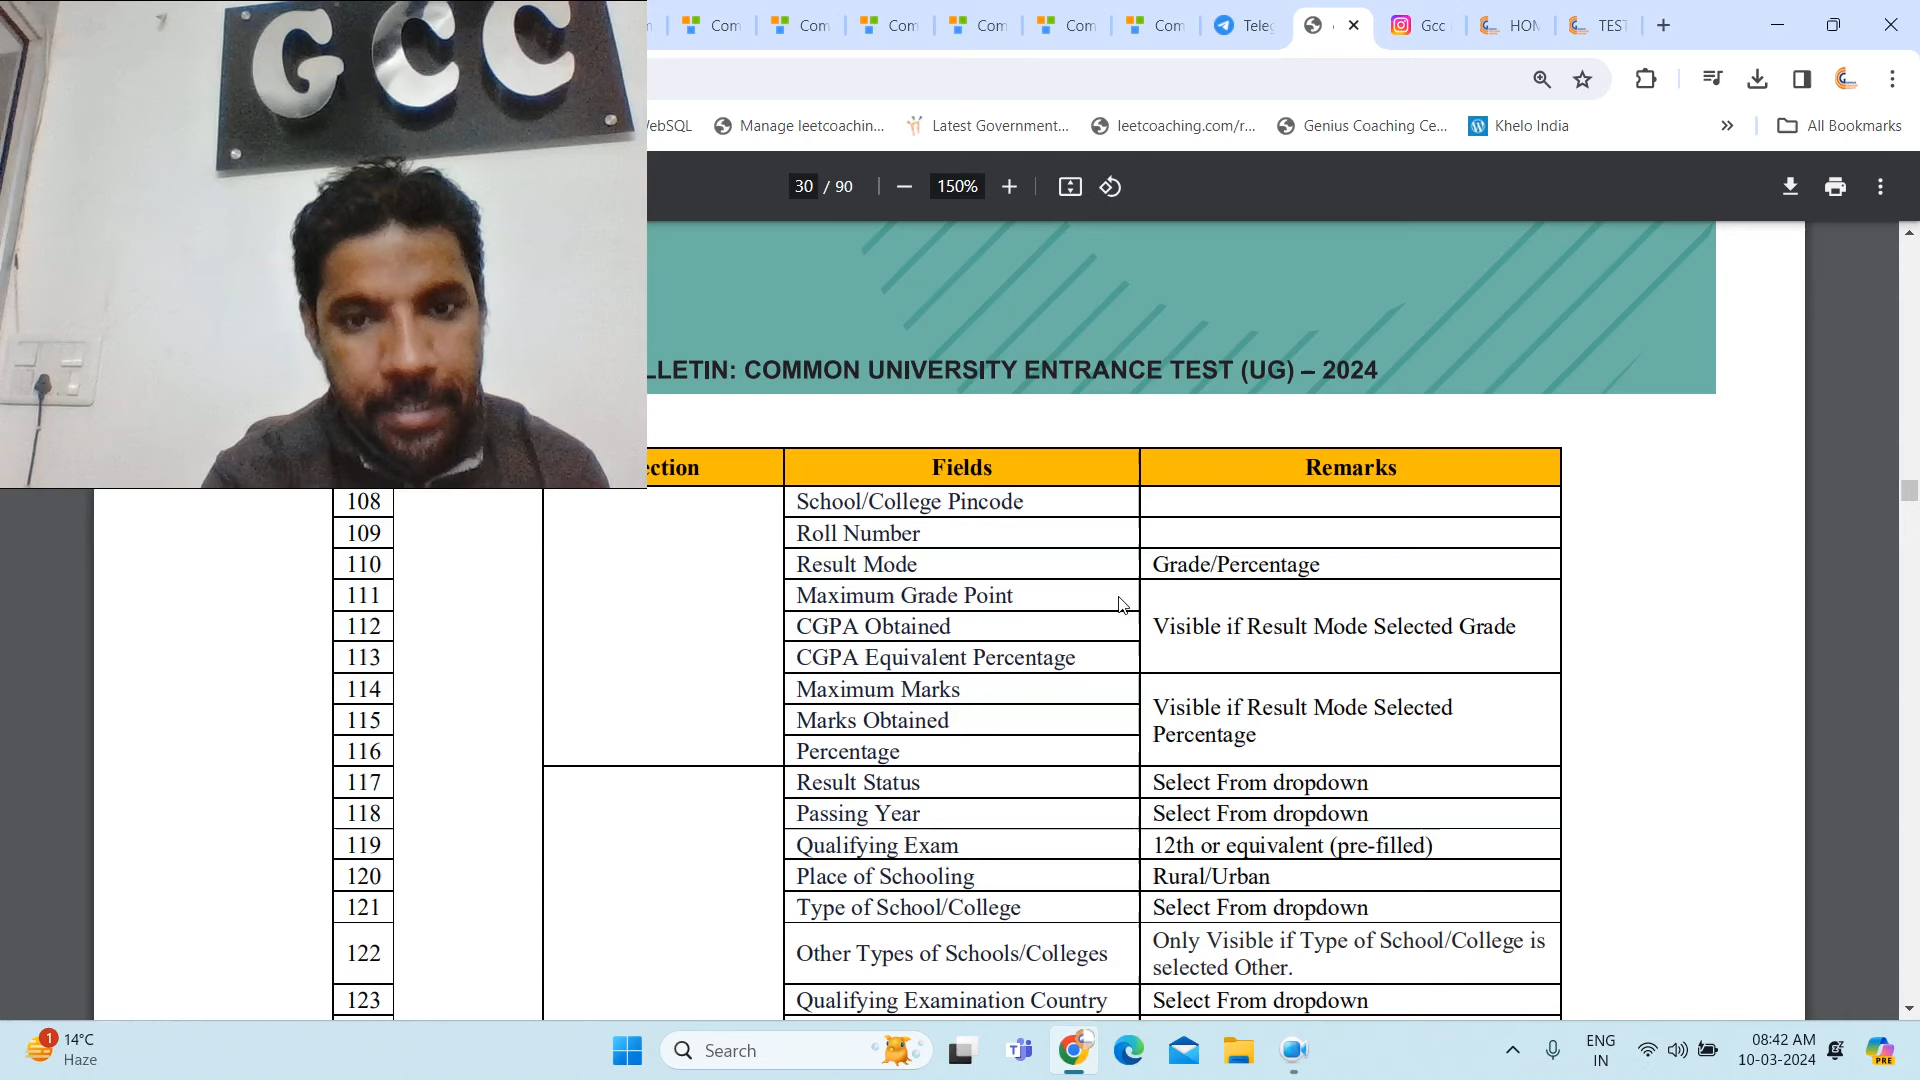 GCC
Com
Com
Com
Com
Com
Com
Teleg
Gcc
HOM
TEST
ebSQL
Manage leetcoachin...
Latest Government...
leetcoaching.com/r...
Genius Coaching Ce...
Khelo India
All Bookmarks
30 / 90
150%
LLETIN: COMMON UNIVERSITY ENTRANCE TEST (UG) – 2024
ection Fields Remarks
108 School/College Pincode
109 Roll Number
110 Result Mode Grade/Percentage
111 Maximum Grade Point
112 CGPA Obtained Visible if Result Mode Selected Grade
113 CGPA Equivalent Percentage
114 Maximum Marks
115 Marks Obtained Visible if Result Mode Selected
Percentage
116 Percentage
117 Result Status Select From dropdown
118 Passing Year Select From dropdown
119 Qualifying Exam 12th or equivalent (pre-filled)
120 Place of Schooling Rural/Urban
121 Type of School/College Select From dropdown
122 Other Types of Schools/Colleges Only Visible if Type of School/College is
selected Other.
123 Qualifying Examination Country Select From dropdown
1
14°C
Haze
Search
ENG
IN
08:42 AM
10-03-2024
PRE